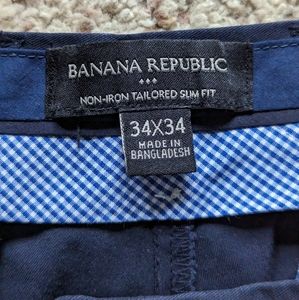 BANANA REPUBLIC
NON-IRON TAILORED SLIM FIT
34X34
MADE IN
BANGLADESH